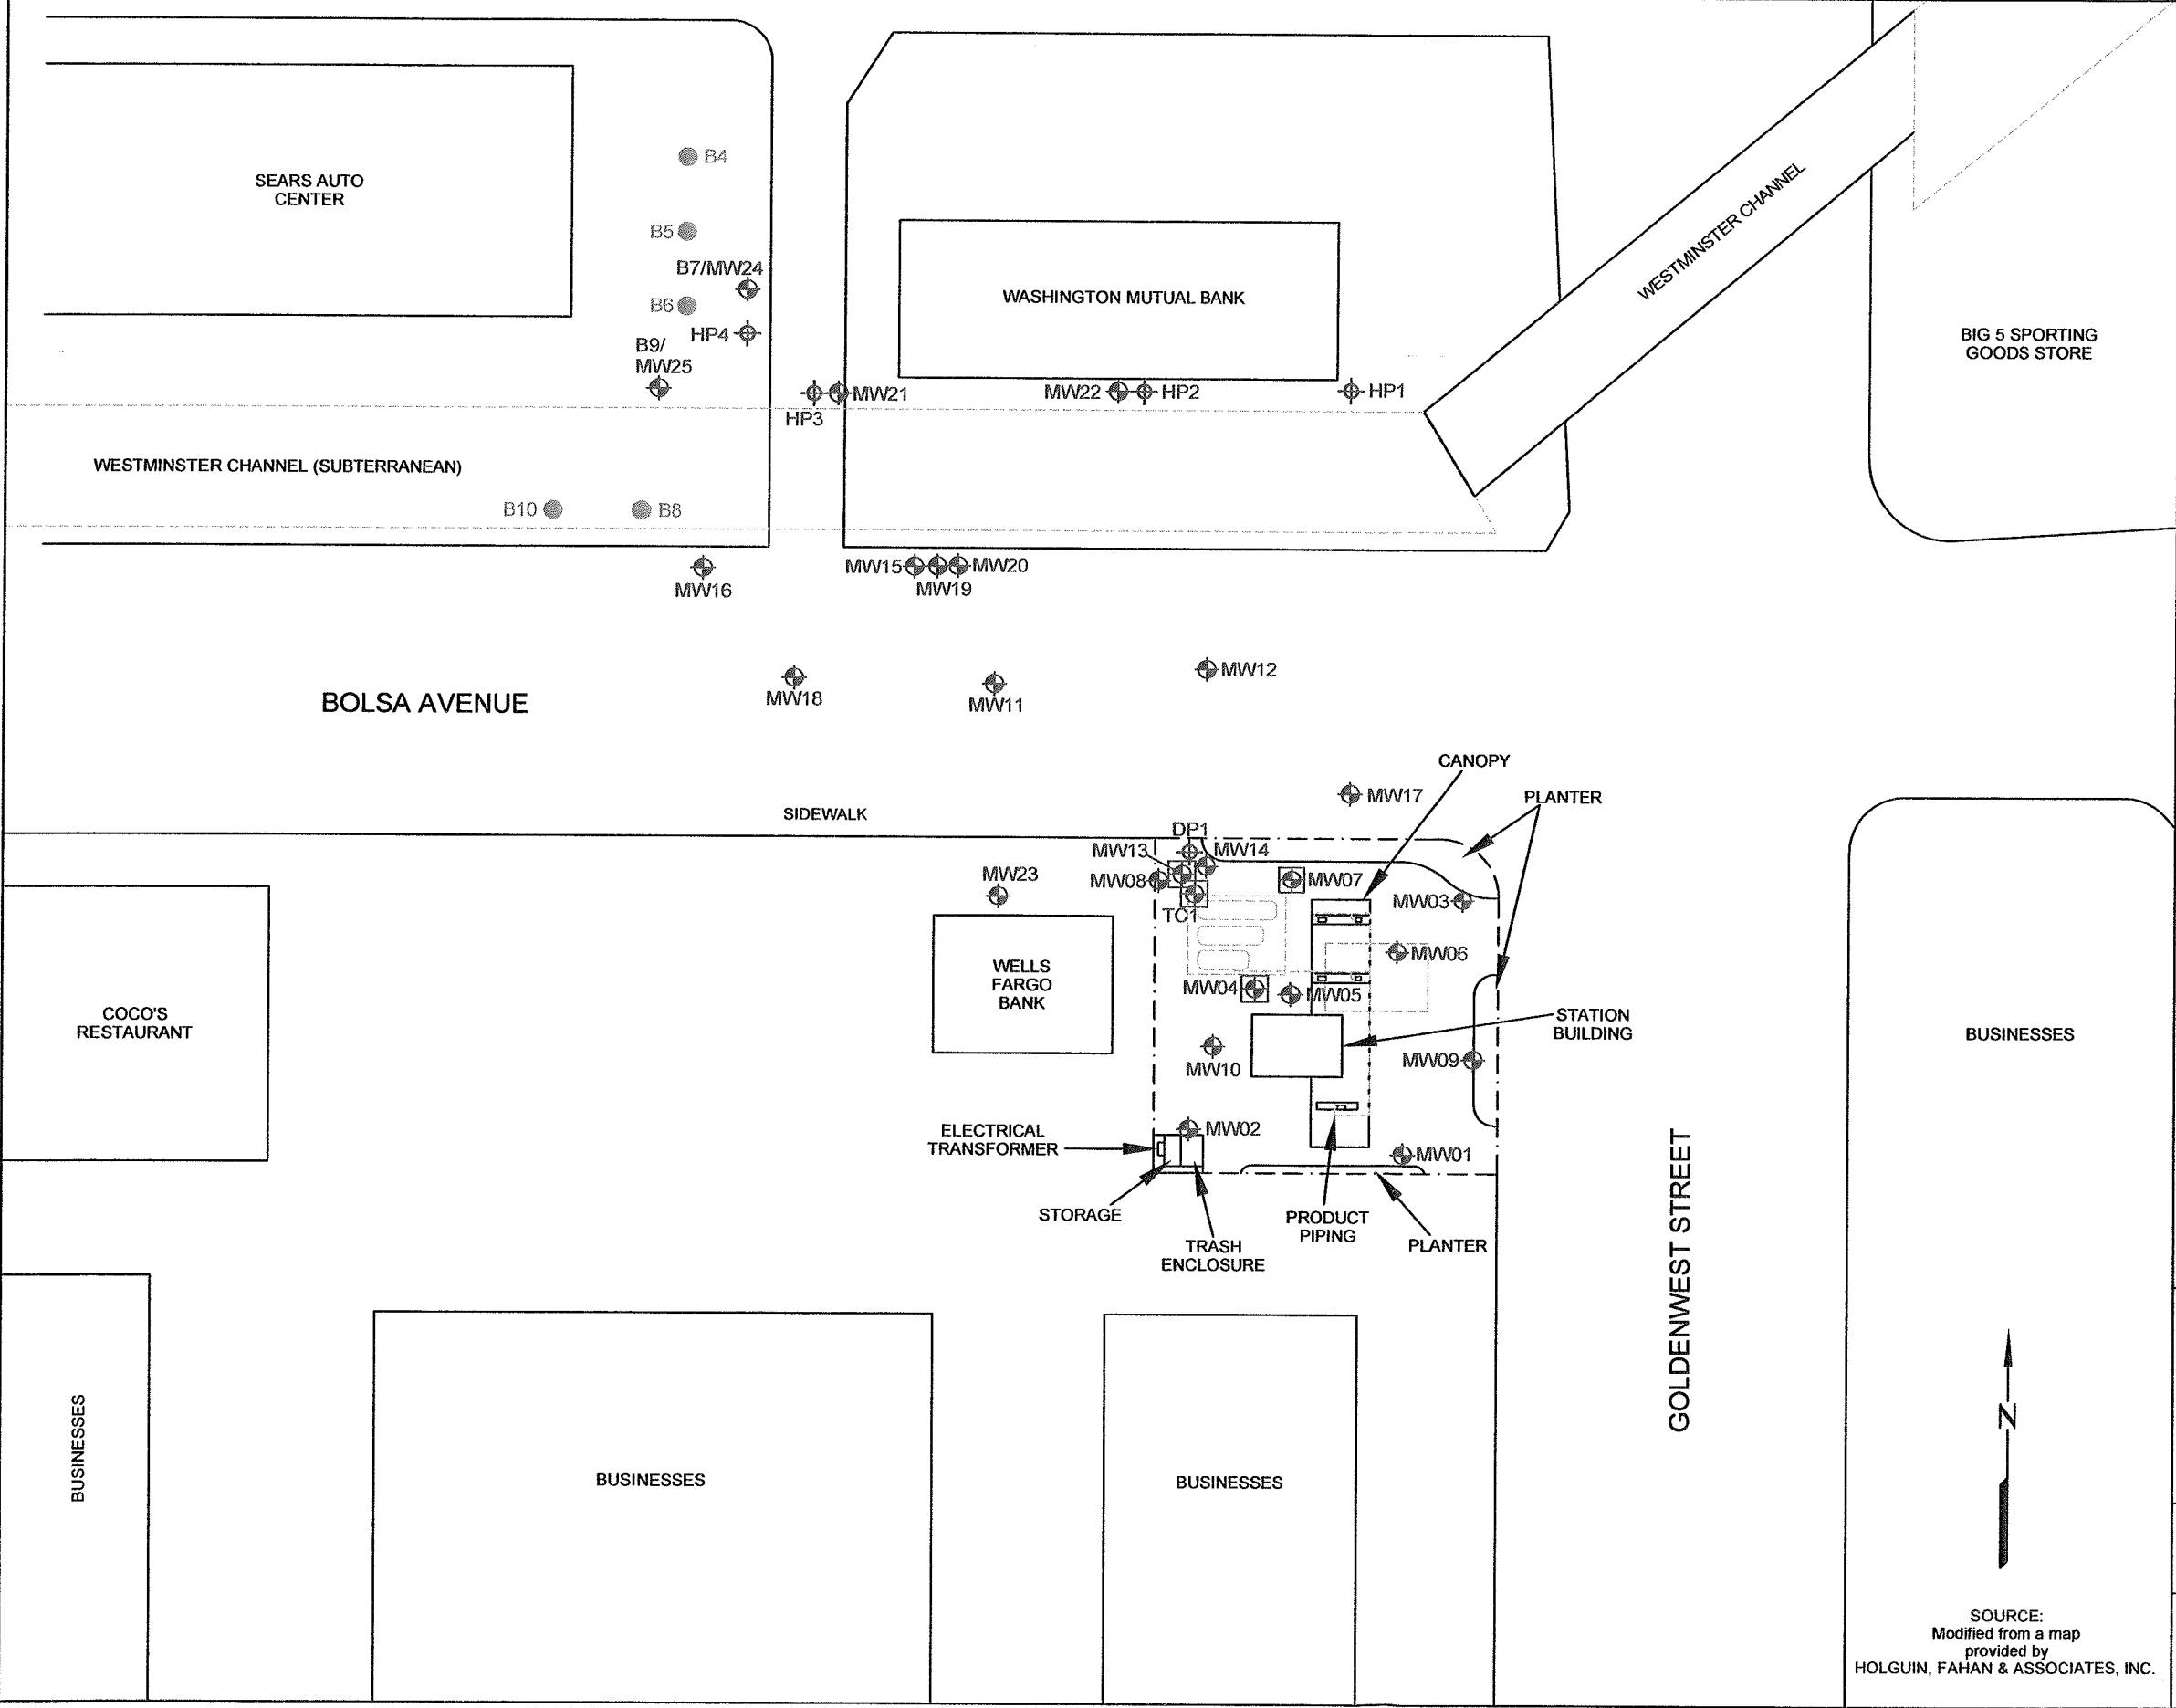 B4
SEARS AUTO
CENTER
B5
B7/MW24
WASHINGTON MUTUAL BANK
WESTMINSTER CHANNEL
B6
HP4
BIG 5 SPORTING
GOODS STORE
B9/
MW25
MW21
MW22
HP2
HP1
HP3
WESTMINSTER CHANNEL (SUBTERRANEAN)
B10
B8
MW15
MW20
MW16
MW19
MW12
BOLSA AVENUE
MW18
MW11
CANOPY
MW17
PLANTER
SIDEWALK
DP1
MW13
MW14
MW23
MW08
MW07
MW03
TC1
MW06
WELLS
FARGO
BANK
MW04
MW05
COCO'S
RESTAURANT
STATION
BUILDING
BUSINESSES
MW10
MW09
ELECTRICAL
TRANSFORMER
MW02
MW01
STORAGE
PRODUCT
PIPING
TRASH
ENCLOSURE
PLANTER
GOLDENWEST STREET
BUSINESSES
BUSINESSES
BUSINESSES
N
SOURCE:
Modified from a map
provided by
HOLGUIN, FAHAN & ASSOCIATES, INC.